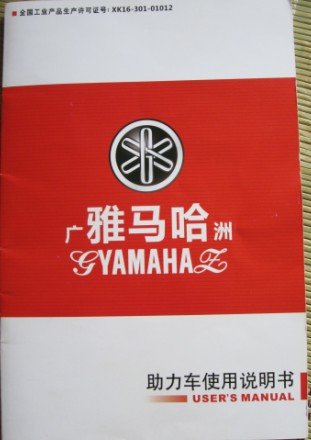 ■ 全国工业产品生产许可证号: XK16-301-01012
广雅马哈洲
GYAMAHAZ
助力车使用说明书
USER'S MANUAL